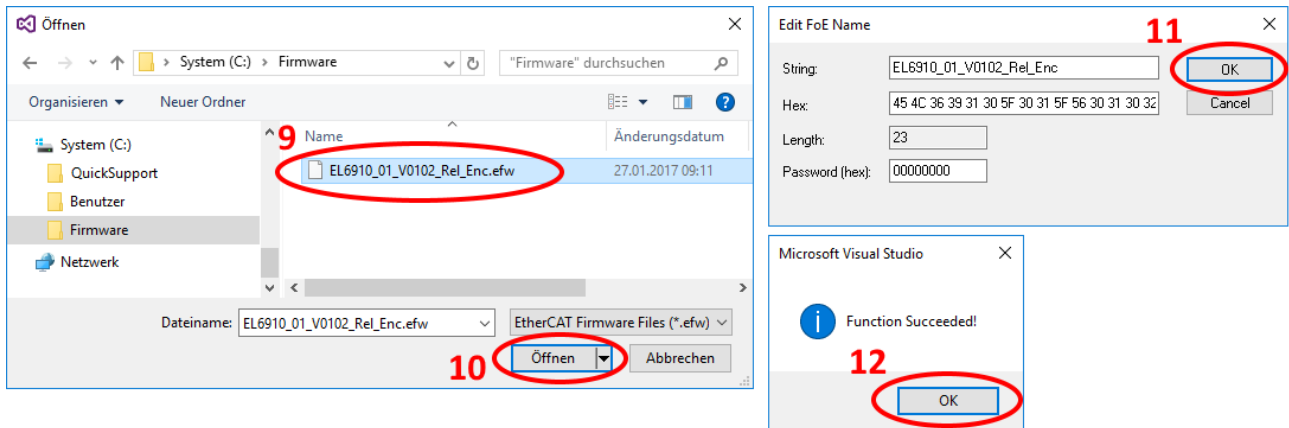 Öffnen
System (C:) > Firmware
"Firmware" durchsuchen
Organisieren
Neuer Ordner
9
Name
Änderungsdatum
EL6910_01_V0102_Rel_Enc.efw
27.01.2017 09:11
System (C:)
QuickSupport
Benutzer
Firmware
Netzwerk
Dateiname:
EL6910_01_V0102_Rel_Enc.efw
EtherCAT Firmware Files (*.efw)
10
Öffnen
Abbrechen
Edit FoE Name
11
String:
EL6910_01_V0102_Rel_Enc
OK
Hex:
45 4C 36 39 31 30 5F 30 31 5F 56 30 31 30 32
Cancel
Length:
23
Password (hex):
00000000
Microsoft Visual Studio
Function Succeeded!
12
OK